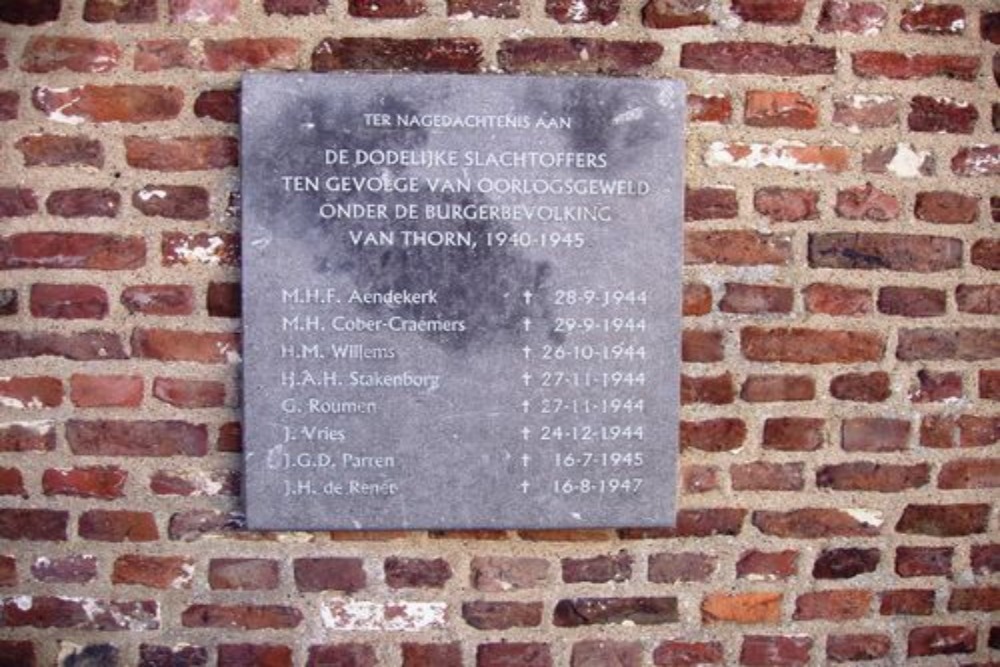 TER NAGEDACHTENIS AAN
DE DODELIJKE SLACHTOFFERS
TEN GEVOLGE VAN OORLOGSGEWELD
ONDER DE BURGERBEVOLKING
VAN THORN, 1940-1945
M.H.F. Aendekerk † 28-9-1944
M.H. Cober-Craemers † 29-9-1944
H.M. Willems † 26-10-1944
H.A.H. Stakenborg † 27-11-1944
G. Roumen † 27-11-1944
J. Vries † 24-12-1944
J.G.D. Parren † 16-7-1945
J.H. de Renet † 16-8-1947